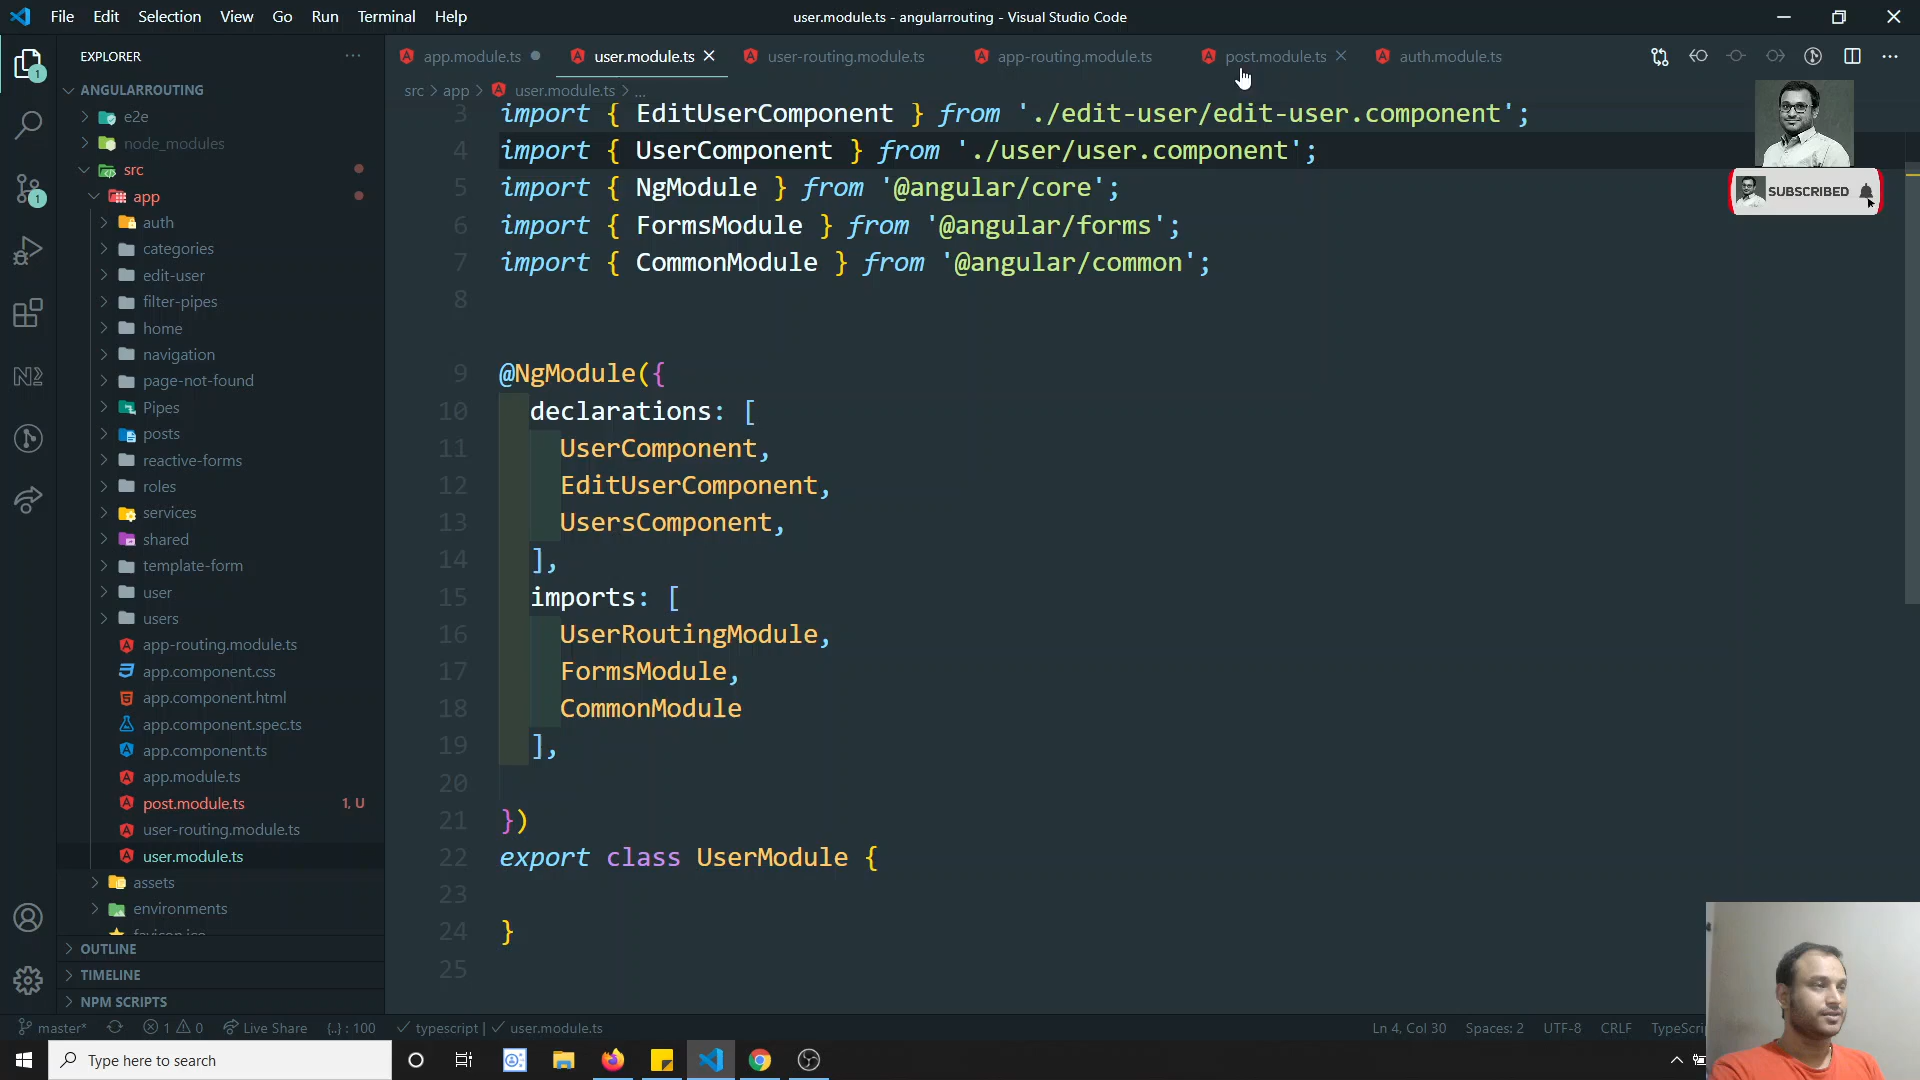 File Edit Selection View Go Run Terminal Help
user.module.ts - angularrouting - Visual Studio Code
EXPLORER
app.module.ts
user.module.ts
user-routing.module.ts
app-routing.module.ts
post.module.ts
auth.module.ts
src > app > user.module.ts > ...
ANGULARROUTING
e2e
node_modules
src
app
auth
categories
edit-user
filter-pipes
home
navigation
page-not-found
Pipes
posts
reactive-forms
roles
services
shared
template-form
user
users
app-routing.module.ts
app.component.css
app.component.html
app.component.spec.ts
app.component.ts
app.module.ts
post.module.ts 1, U
user-routing.module.ts
user.module.ts
assets
environments
favicon.ico
OUTLINE
TIMELINE
NPM SCRIPTS
3 import { EditUserComponent } from './edit-user/edit-user.component';
4 import { UserComponent } from './user/user.component';
5 import { NgModule } from '@angular/core';
6 import { FormsModule } from '@angular/forms';
7 import { CommonModule } from '@angular/common';
8
9 @NgModule({
10 declarations: [
11 UserComponent,
12 EditUserComponent,
13 UsersComponent,
14 ],
15 imports: [
16 UserRoutingModule,
17 FormsModule,
18 CommonModule
19 ],
20
21 })
22 export class UserModule {
23
24 }
25
SUBSCRIBED
master* 1 0 Live Share {..} : 100 typescript | user.module.ts
Ln 4, Col 30 Spaces: 2 UTF-8 CRLF
Type here to search